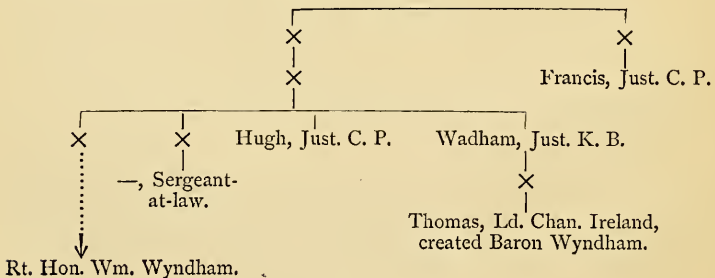 Francis, Just. C. P.
Hugh, Just. C. P.
Wadham, Just. K. B.
—, Sergeant-
at-law.
Thomas, Ld. Chan. Ireland,
created Baron Wyndham.
Rt. Hon. Wm. Wyndham.